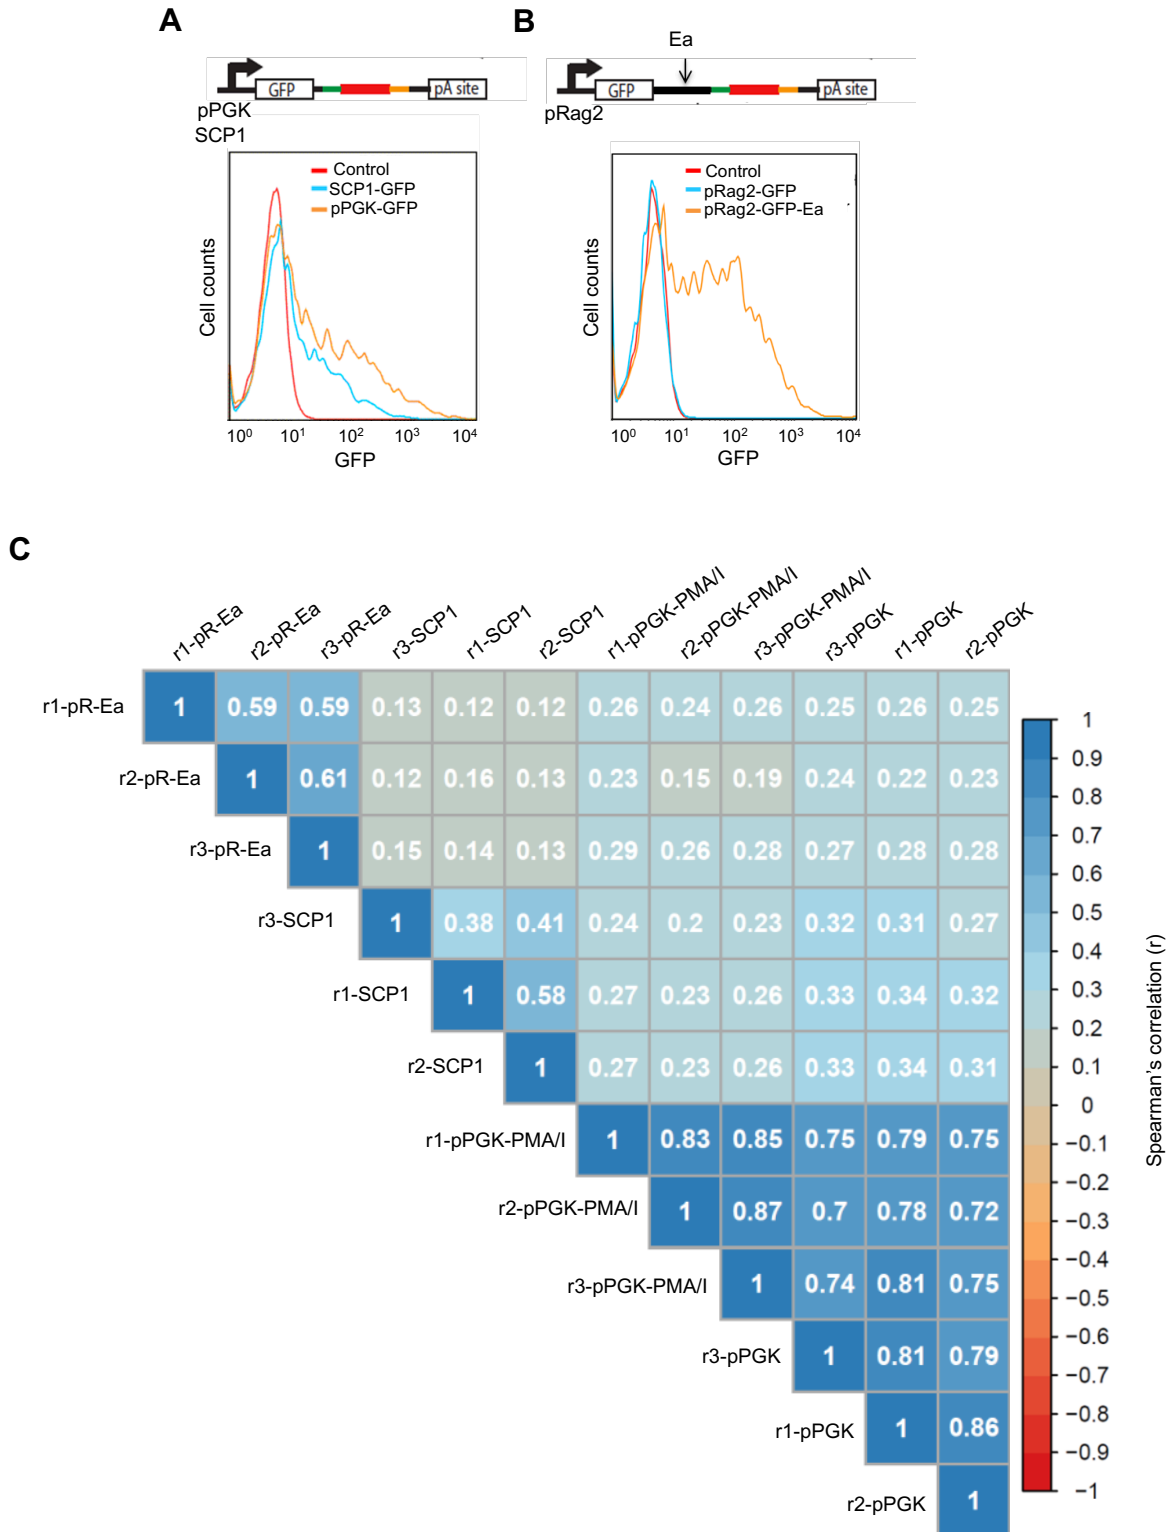 A
B
Ea
GFP
pA site
pPGK
SCP1
GFP
pA site
pRag2
Control
SCP1-GFP
pPGK-GFP
Cell counts
10⁰ 10¹ 10² 10³ 10⁴
GFP
Control
pRag2-GFP
pRag2-GFP-Ea
Cell counts
10⁰ 10¹ 10² 10³ 10⁴
GFP
C
r1-pR-Ea r2-pR-Ea r3-pR-Ea r3-SCP1 r1-SCP1 r2-SCP1 r1-pPGK-PMA/I r2-pPGK-PMA/I r3-pPGK-PMA/I r3-pPGK r1-pPGK r2-pPGK
r1-pR-Ea 1 0.59 0.59 0.13 0.12 0.12 0.26 0.24 0.26 0.25 0.26 0.25
r2-pR-Ea 1 0.61 0.12 0.16 0.13 0.23 0.15 0.19 0.24 0.22 0.23
r3-pR-Ea 1 0.15 0.14 0.13 0.29 0.26 0.28 0.27 0.28 0.28
r3-SCP1 1 0.38 0.41 0.24 0.2 0.23 0.32 0.31 0.27
r1-SCP1 1 0.58 0.27 0.23 0.26 0.33 0.34 0.32
r2-SCP1 1 0.27 0.23 0.26 0.33 0.34 0.31
r1-pPGK-PMA/I 1 0.83 0.85 0.75 0.79 0.75
r2-pPGK-PMA/I 1 0.87 0.7 0.78 0.72
r3-pPGK-PMA/I 1 0.74 0.81 0.75
r3-pPGK 1 0.81 0.79
r1-pPGK 1 0.86
r2-pPGK 1
1
0.9
0.8
0.7
0.6
0.5
0.4
0.3
0.2
0.1
0
−0.1
−0.2
−0.3
−0.4
−0.5
−0.6
−0.7
−0.8
−0.9
−1
Spearman's correlation (r)